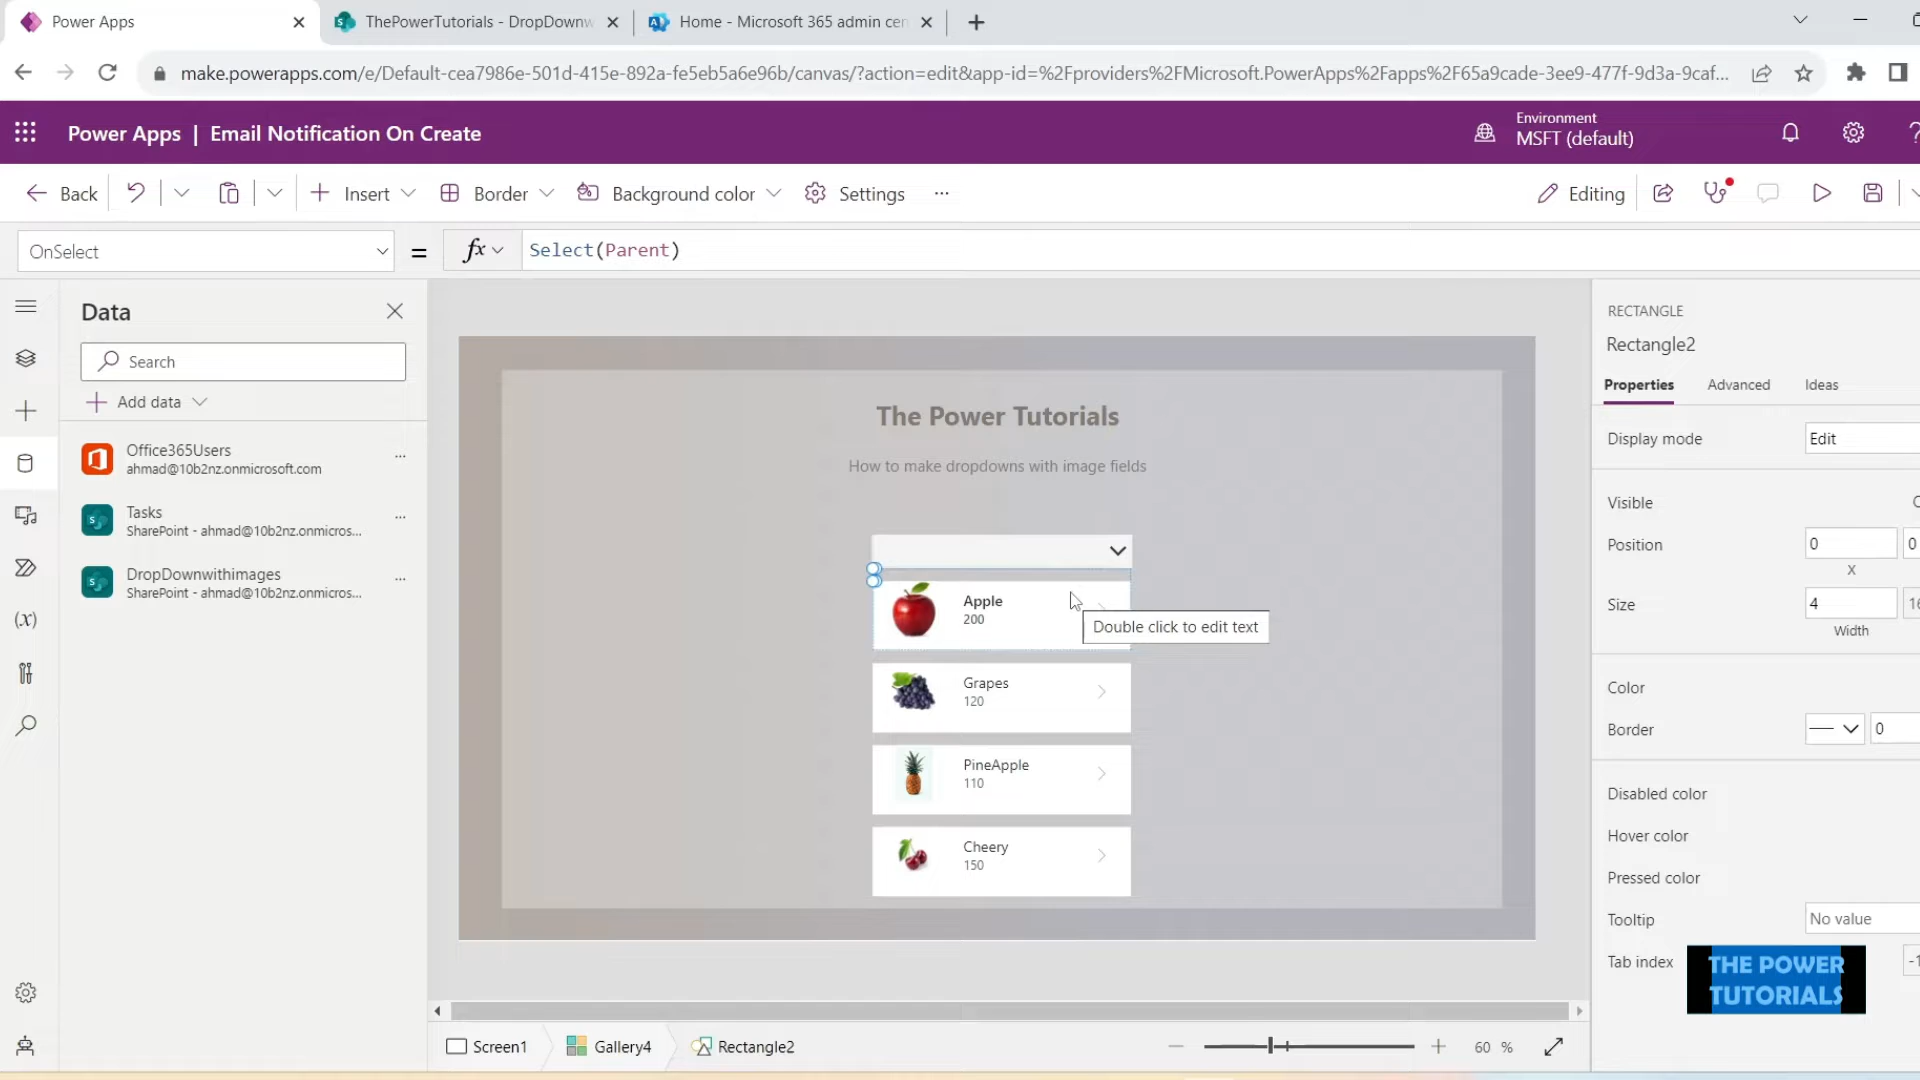 Power Apps
ThePowerTutorials - DropDownw
Home - Microsoft 365 admin cen
make.powerapps.com/e/Default-cea7986e-501d-415e-892a-fe5eb5a6e96b/canvas/?action=edit&app-id=%2Fproviders%2FMicrosoft.PowerApps%2Fapps%2F65a9cade-3ee9-477f-9d3a-9caf...
Power Apps | Email Notification On Create
Environment
MSFT (default)
Back
Insert
Border
Background color
Settings
...
Editing
OnSelect
=
fx
Select(Parent)
Data
Search
Add data
Office365Users
ahmad@10b2nz.onmicrosoft.com
...
Tasks
SharePoint - ahmad@10b2nz.onmicros...
...
DropDownwithimages
SharePoint - ahmad@10b2nz.onmicros...
...
(x)
The Power Tutorials
How to make dropdowns with image fields
Apple
200
Double click to edit text
Grapes
120
PineApple
110
Cheery
150
RECTANGLE
Rectangle2
Properties
Advanced
Ideas
Display mode
Edit
Visible
Position
0
0
X
Size
4
16
Width
Color
Border
0
Disabled color
Hover color
Pressed color
Tooltip
No value
Tab index
-1
THE POWER
TUTORIALS
Screen1
Gallery4
Rectangle2
60 %